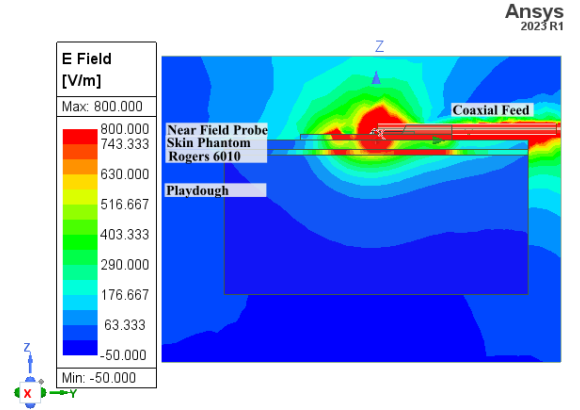 Ansys
2023 R1
E Field
[V/m]
Max: 800.000
800.000
743.333
630.000
516.667
403.333
290.000
176.667
63.333
-50.000
Min: -50.000
Z
Coaxial Feed
Near Field Probe
Skin Phantom
Rogers 6010
Playdough
Z
X
Y